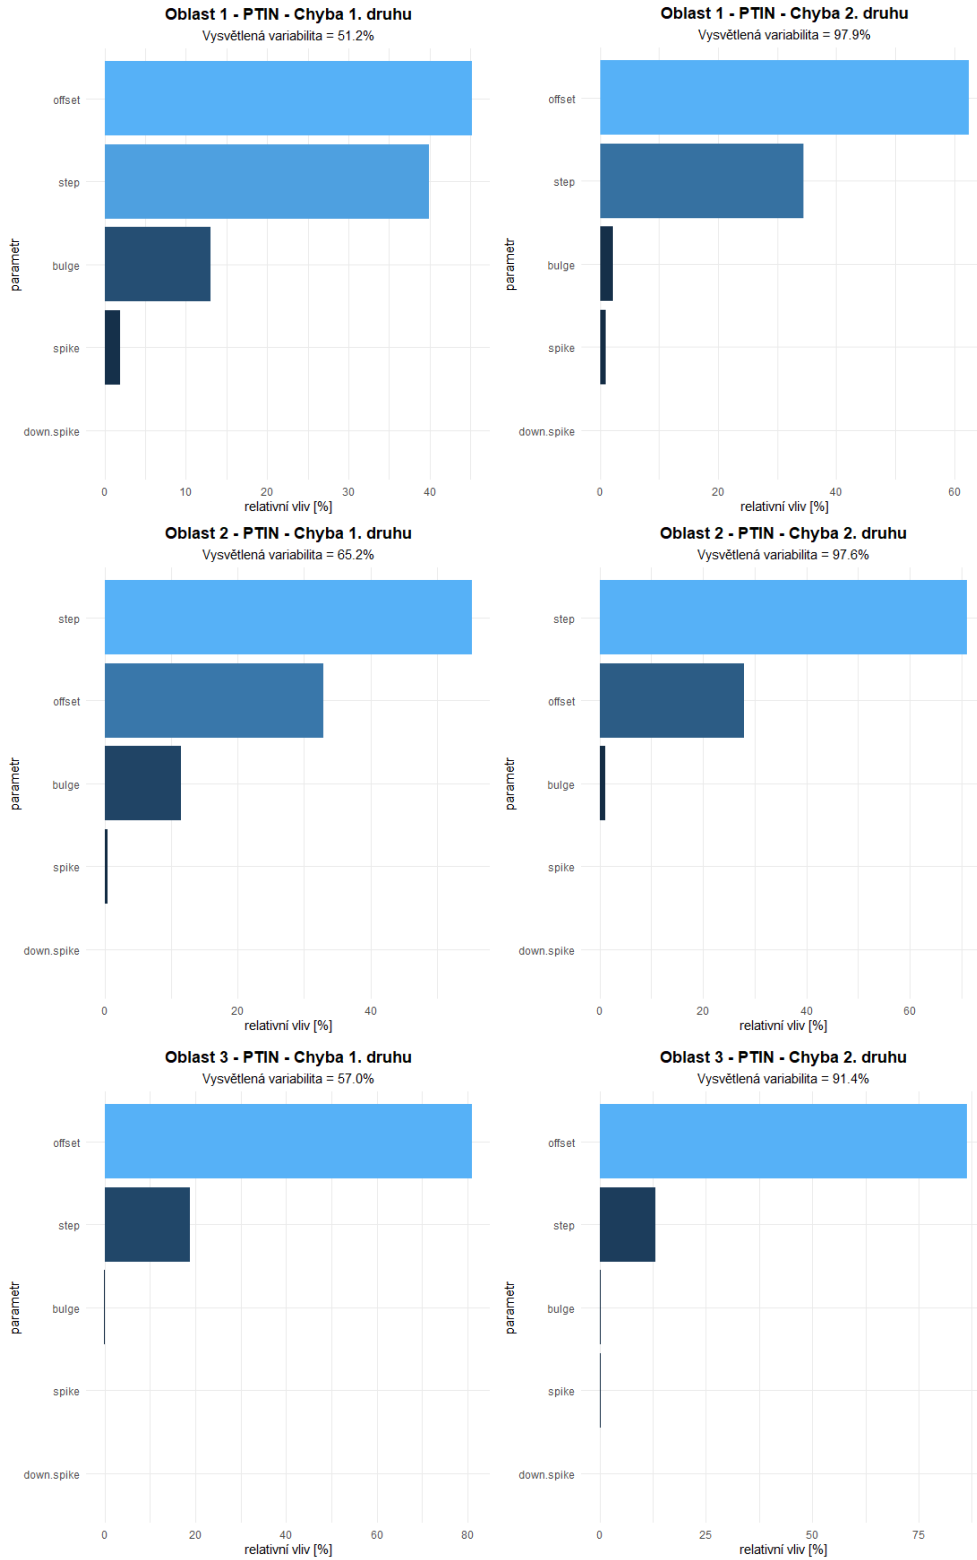 Oblast 1 - PTIN - Chyba 1. druhu
Vysvětlená variabilita = 51.2%
parametr
offset
step
bulge
spike
down.spike
0 10 20 30 40
relativní vliv [%]
Oblast 1 - PTIN - Chyba 2. druhu
Vysvětlená variabilita = 97.9%
parametr
offset
step
bulge
spike
down.spike
0 20 40 60
relativní vliv [%]
Oblast 2 - PTIN - Chyba 1. druhu
Vysvětlená variabilita = 65.2%
parametr
step
offset
bulge
spike
down.spike
0 20 40
relativní vliv [%]
Oblast 2 - PTIN - Chyba 2. druhu
Vysvětlená variabilita = 97.6%
parametr
step
offset
bulge
spike
down.spike
0 20 40 60
relativní vliv [%]
Oblast 3 - PTIN - Chyba 1. druhu
Vysvětlená variabilita = 57.0%
parametr
offset
step
bulge
spike
down.spike
0 20 40 60 80
relativní vliv [%]
Oblast 3 - PTIN - Chyba 2. druhu
Vysvětlená variabilita = 91.4%
parametr
offset
step
bulge
spike
down.spike
0 25 50 75
relativní vliv [%]